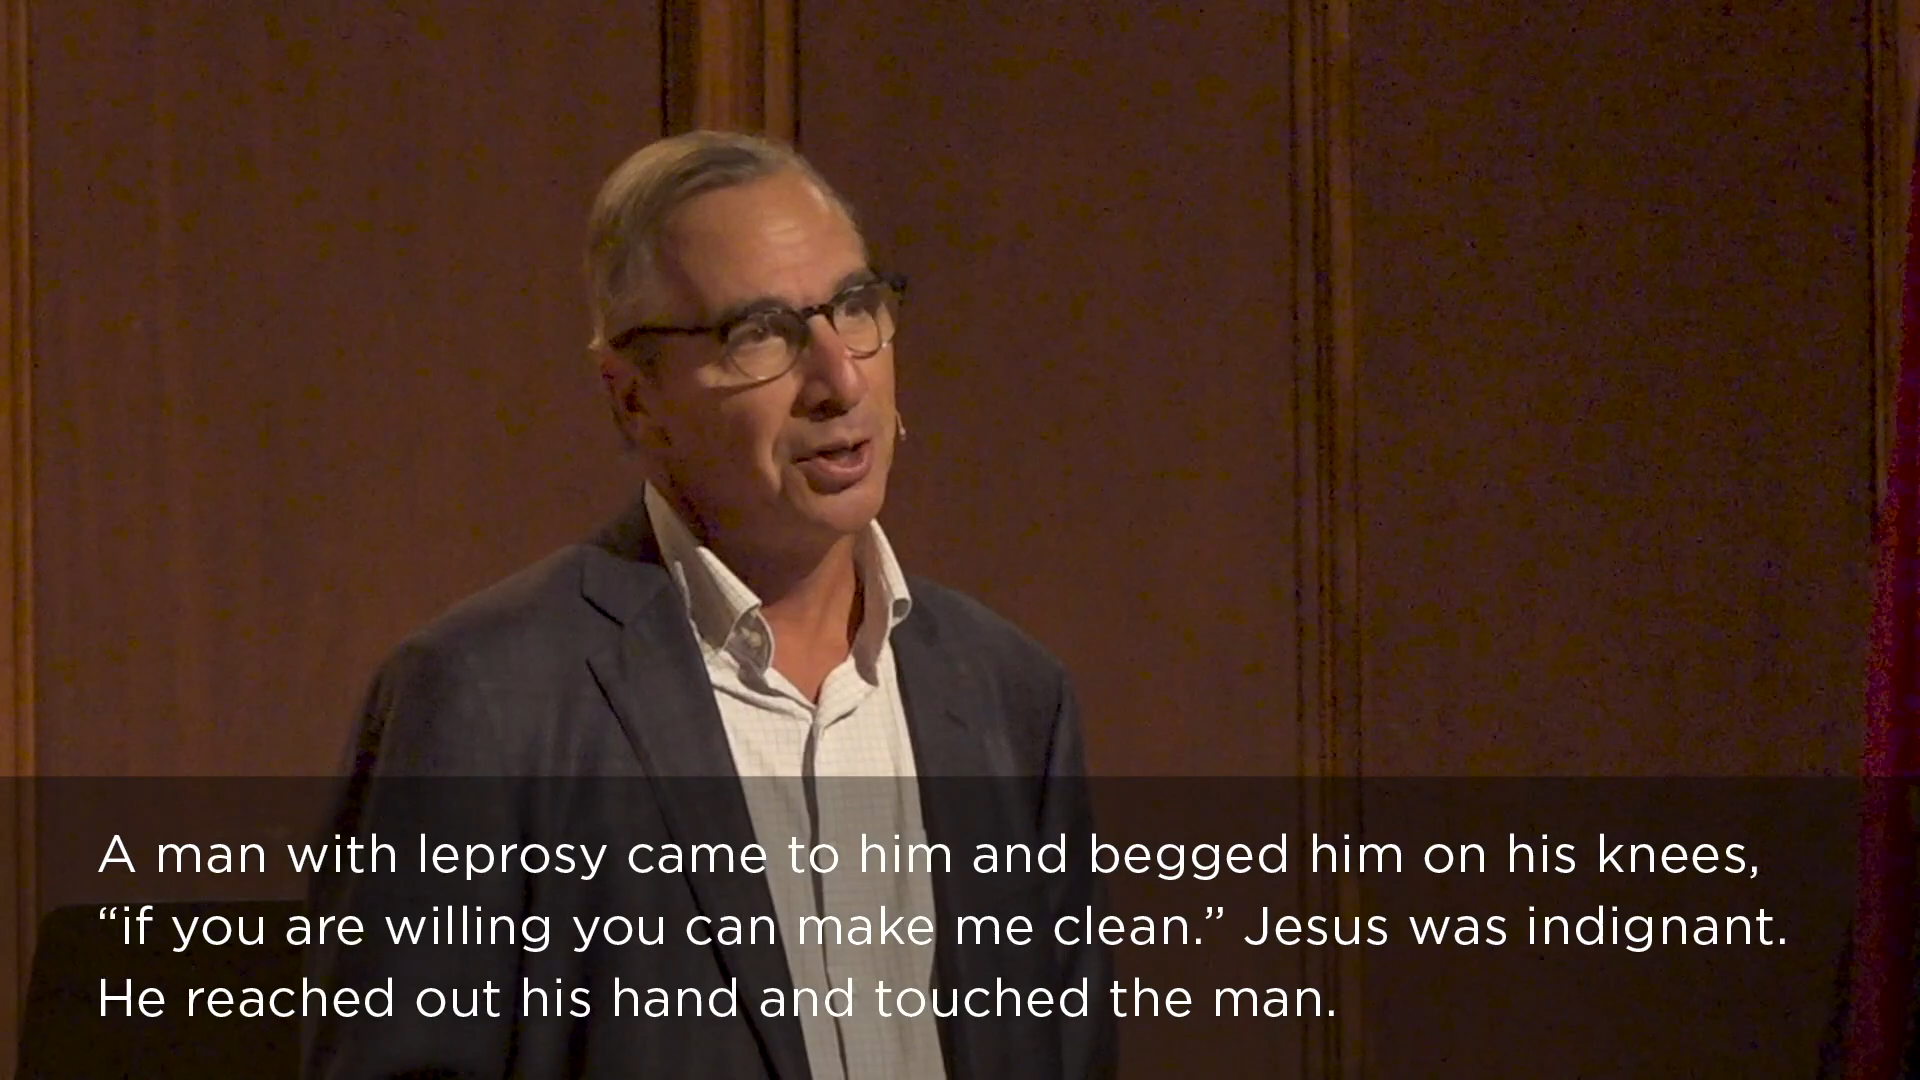 A man with leprosy came to him and begged him on his knees,
“if you are willing you can make me clean.” Jesus was indignant.
He reached out his hand and touched the man.